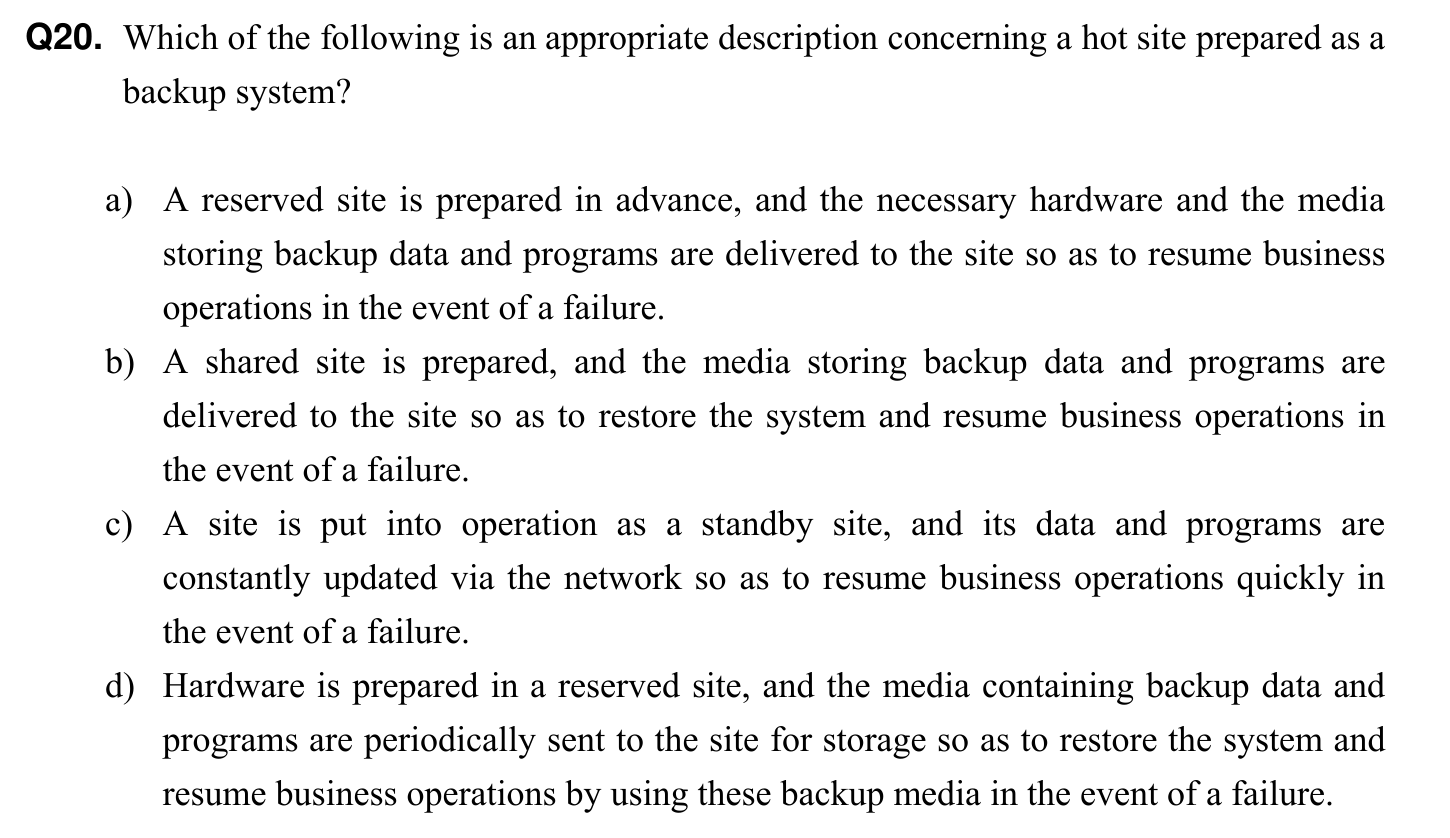 Q20. Which of the following is an appropriate description concerning a hot site prepared as a
backup system?
a) A reserved site is prepared in advance, and the necessary hardware and the media
storing backup data and programs are delivered to the site so as to resume business
operations in the event of a failure.
b) A shared site is prepared, and the media storing backup data and programs are
delivered to the site so as to restore the system and resume business operations in
the event of a failure.
c) A site is put into operation as a standby site, and its data and programs are
constantly updated via the network so as to resume business operations quickly in
the event of a failure.
d) Hardware is prepared in a reserved site, and the media containing backup data and
programs are periodically sent to the site for storage so as to restore the system and
resume business operations by using these backup media in the event of a failure.